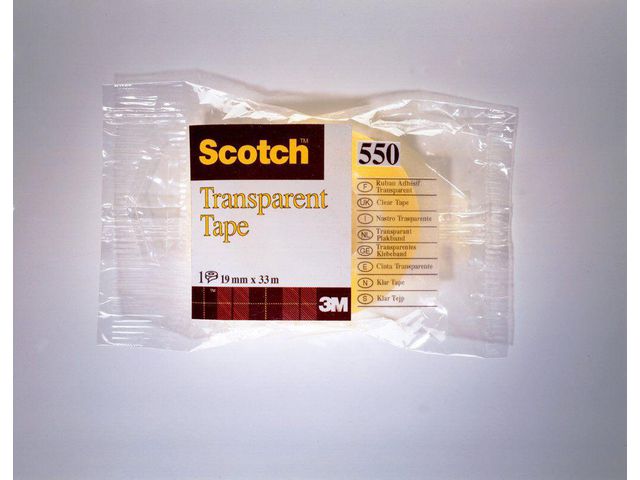 Scotch™
Transparent
Tape
1 19 mm x 33 m
™
3M
550
F Ruban Adhésif
Transparent
UK Clear Tape
I Nastro Trasparente
NL Transparant
Plakband
GE Transparentes
Klebeband
E Cinta Transparente
N Klar Tape
S Klar Tejp